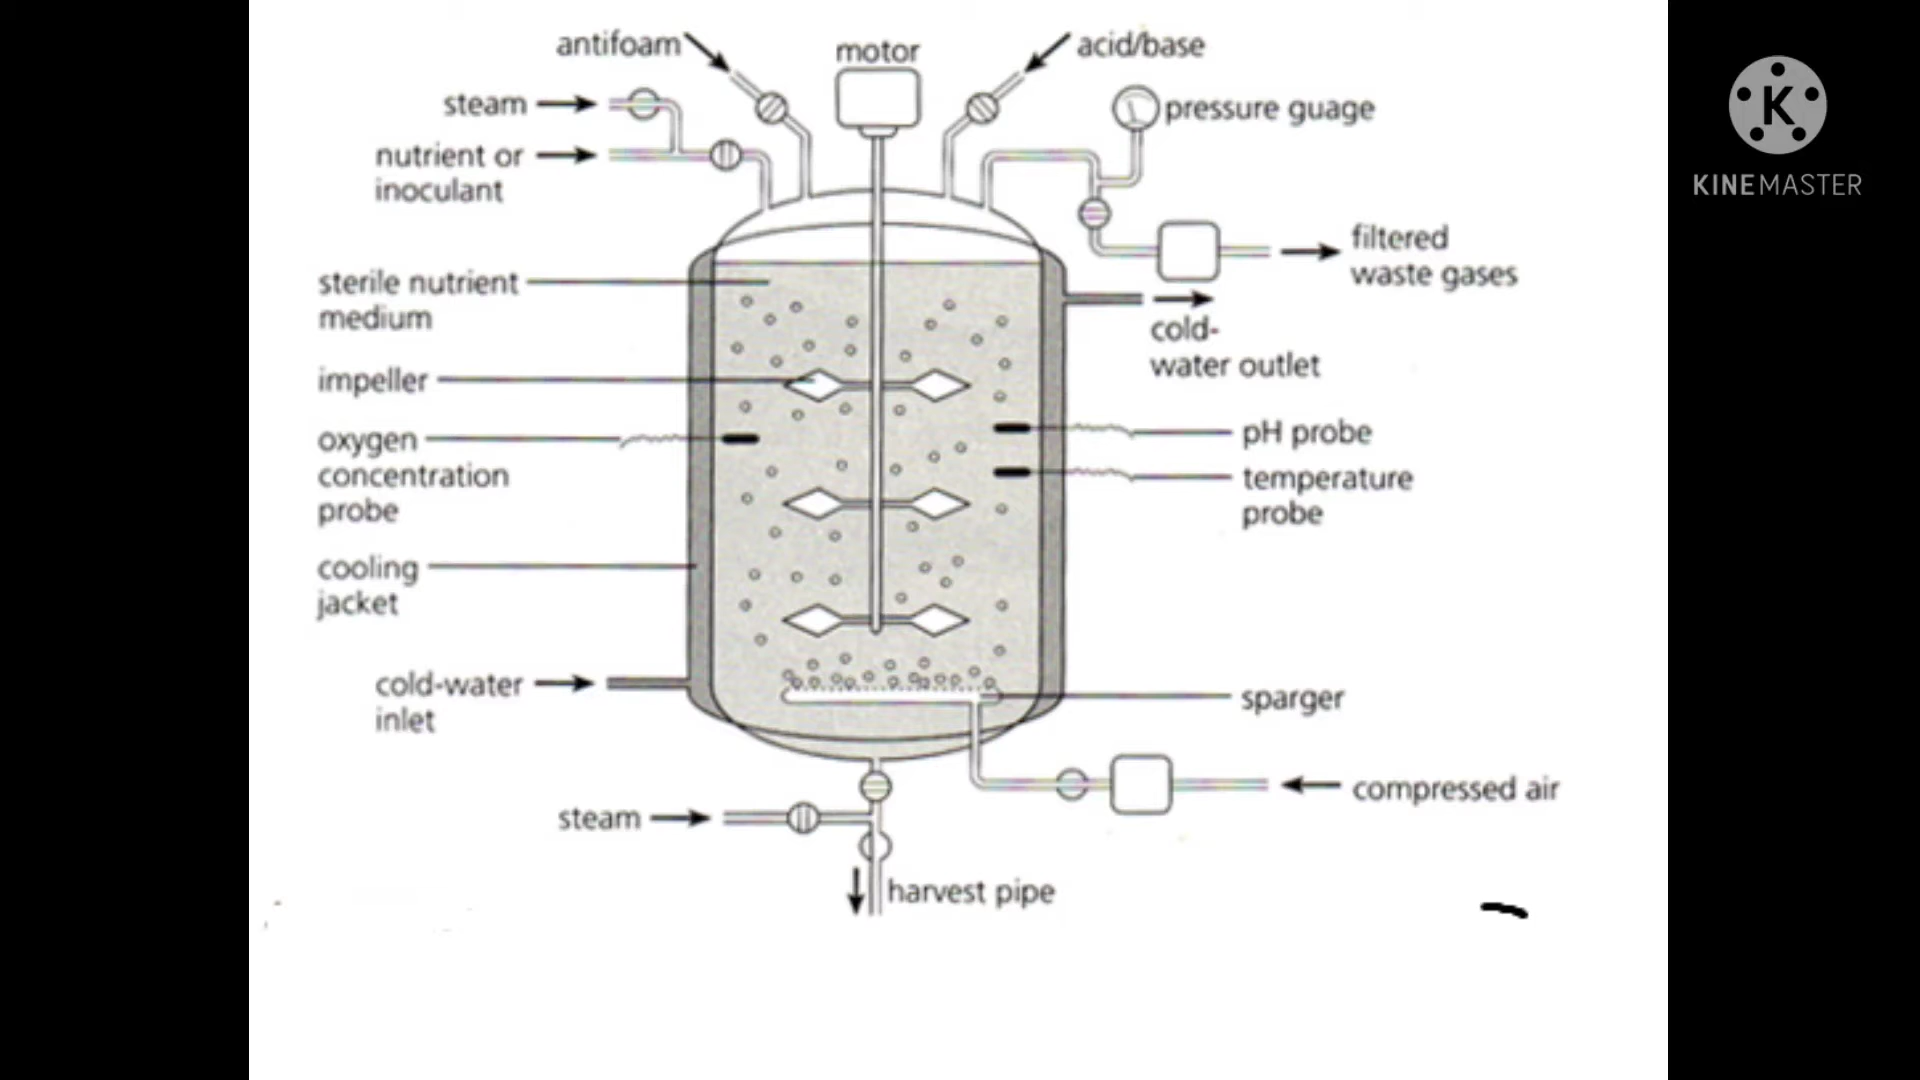 antifoam
motor
acid/base
steam
pressure guage
nutrient or
inoculant
K
KINEMASTER
filtered
waste gases
sterile nutrient
medium
cold-
water outlet
impeller
oxygen
concentration
probe
pH probe
temperature
probe
cooling
jacket
cold-water
inlet
sparger
compressed air
steam
harvest pipe